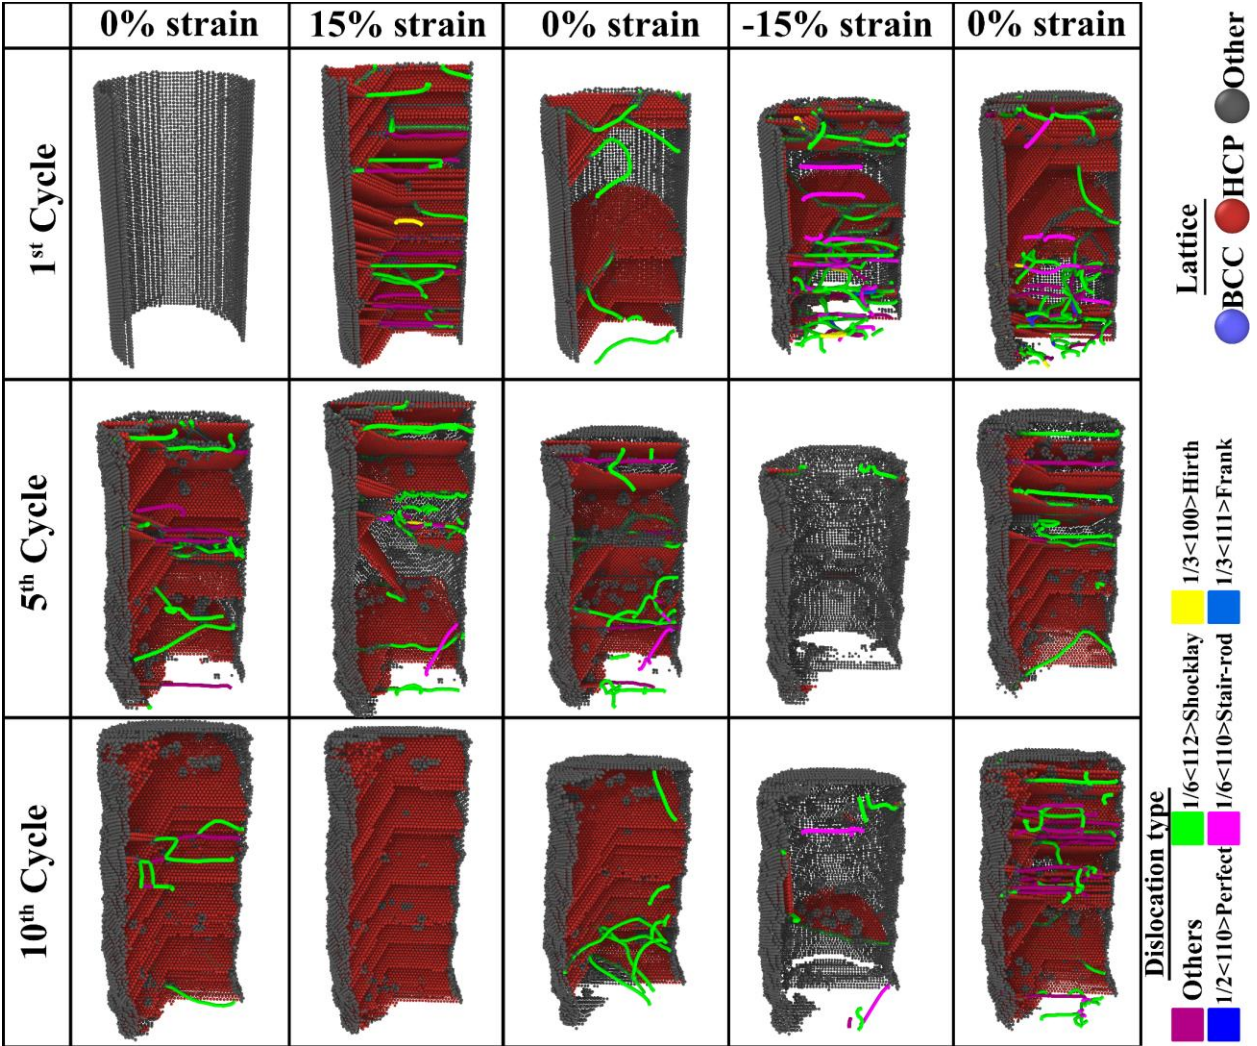 0% strain
15% strain
0% strain
-15% strain
0% strain
1st Cycle
5th Cycle
10th Cycle
Lattice
BCC HCP Other
Dislocation type
Others 1/6<112>Shocklay 1/3<100>Hirth
1/2<110>Perfect 1/6<110>Stair-rod 1/3<111>Frank